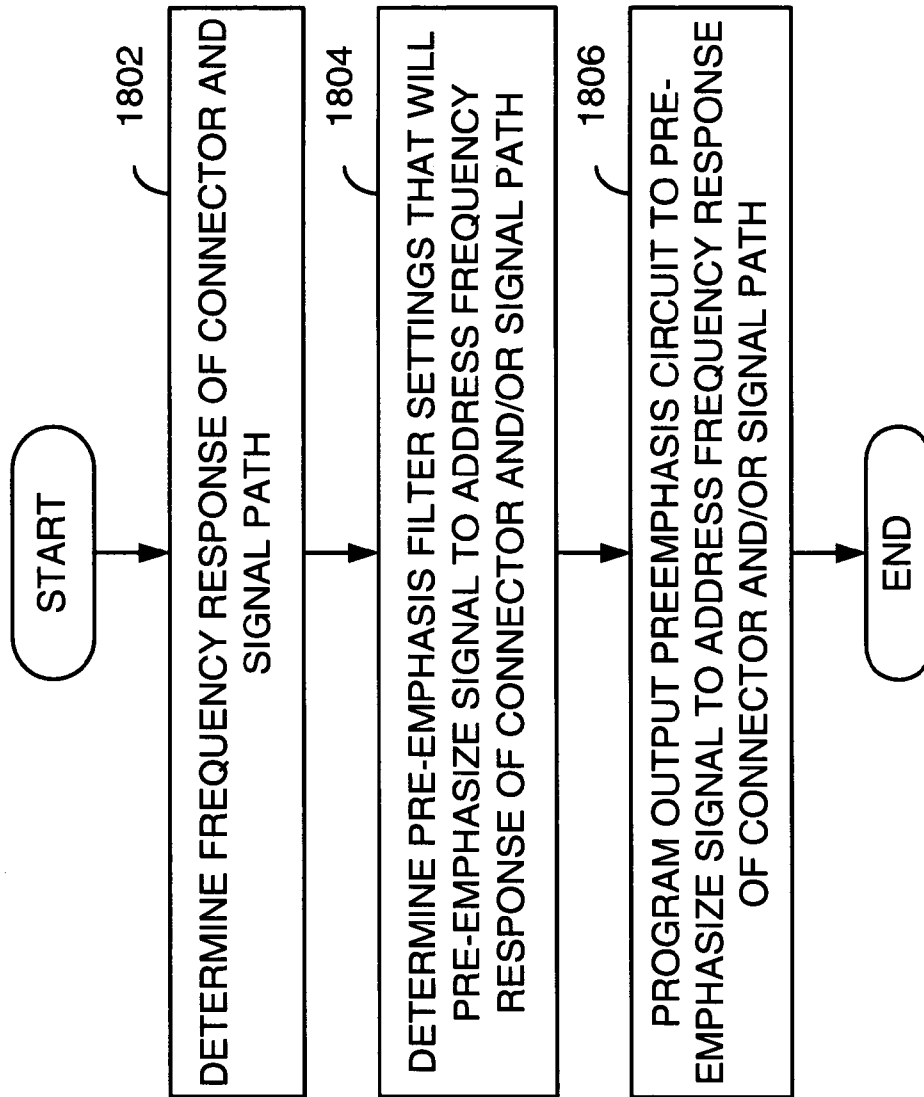 START
1802
DETERMINE FREQUENCY RESPONSE OF CONNECTOR AND
SIGNAL PATH
1804
DETERMINE PRE-EMPHASIS FILTER SETTINGS THAT WILL
PRE-EMPHASIZE SIGNAL TO ADDRESS FREQUENCY
RESPONSE OF CONNECTOR AND/OR SIGNAL PATH
1806
PROGRAM OUTPUT PREEMPHASIS CIRCUIT TO PRE-
EMPHASIZE SIGNAL TO ADDRESS FREQUENCY RESPONSE
OF CONNECTOR AND/OR SIGNAL PATH
END